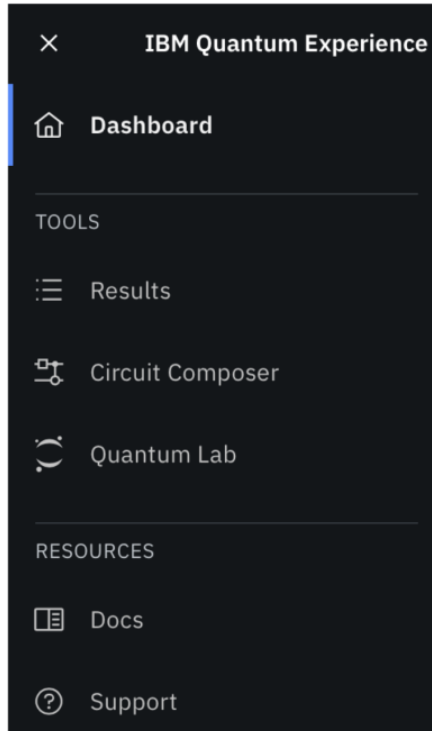 IBM Quantum Experience
Dashboard
TOOLS
Results
Circuit Composer
Quantum Lab
RESOURCES
Docs
Support